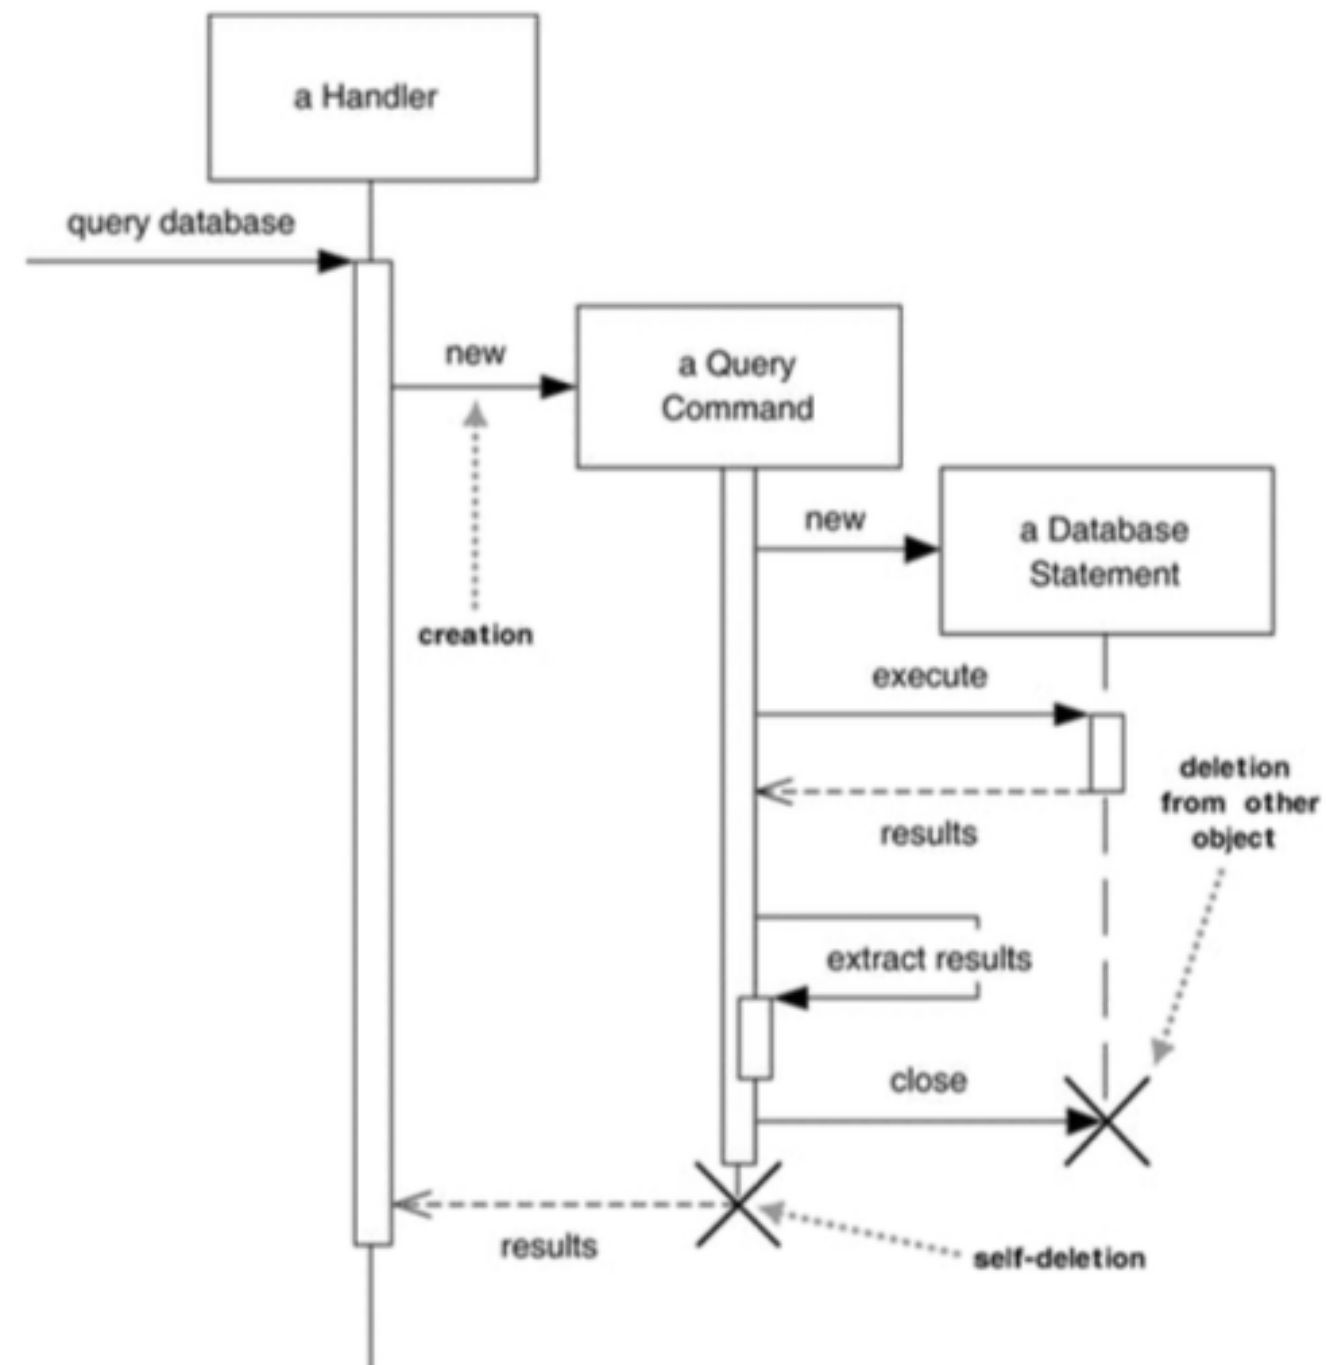 a Handler
query database
new
a Query
Command
new
a Database
Statement
creation
execute
deletion
from other
object
results
extract results
close
results
self-deletion